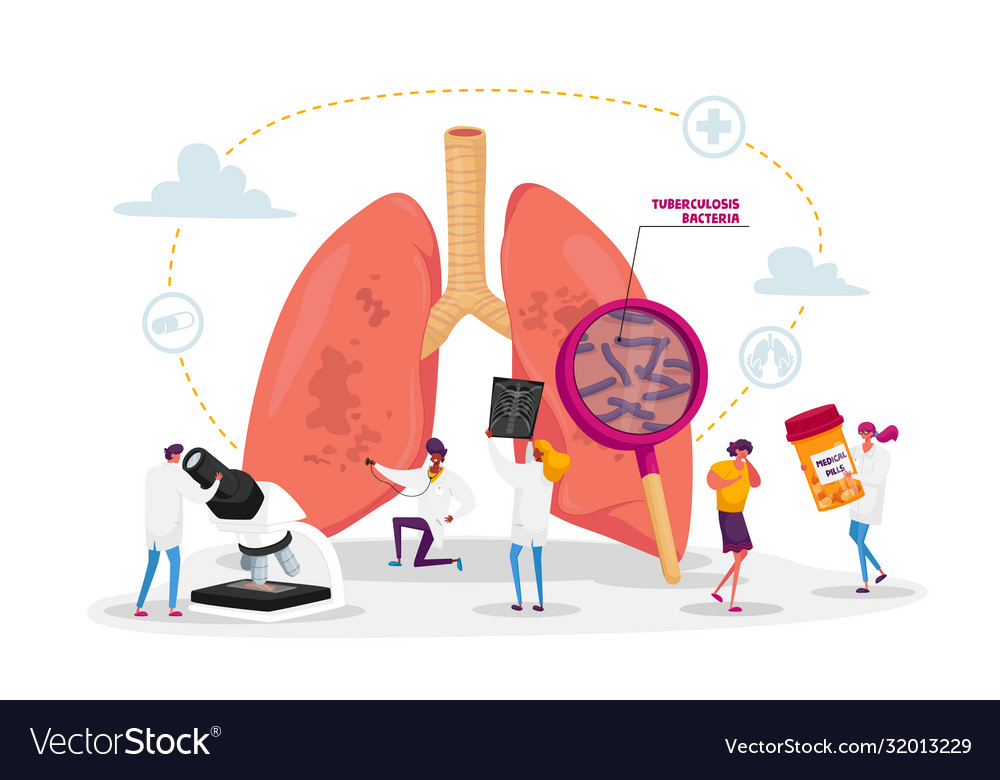 TUBERCULOSIS
BACTERIA
MEDICAL
PILLS
VectorStock®
VectorStock.com/32013229